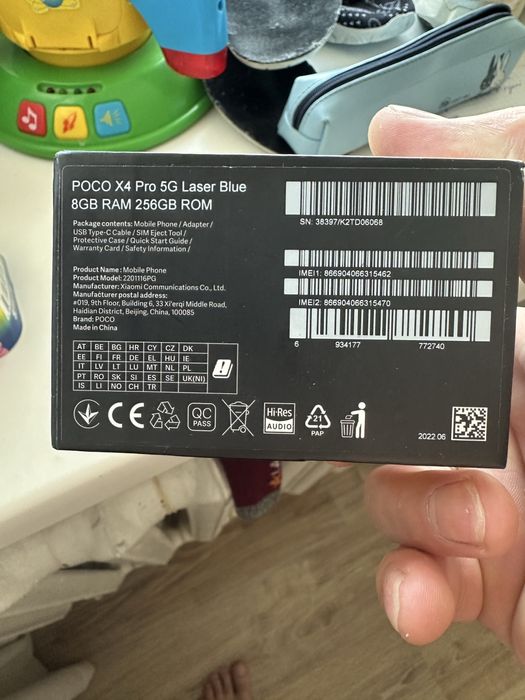 POCO X4 Pro 5G Laser Blue
8GB RAM 256GB ROM
Package contents: Mobile Phone / Adapter /
USB Type-C Cable / SIM Eject Tool /
Protective Case / Quick Start Guide /
Warranty Card / Safety Information /
Product Name : Mobile Phone
Product Model: 2201116PG
Manufacturer: Xiaomi Communications Co., Ltd.
Manufacturer postal address:
#019, 9th Floor, Building 6, 33 Xi'erqi Middle Road,
Haidian District, Beijing, China, 100085
Brand: POCO
Made in China
AT BE BG HR CY CZ DK
EE FI FR DE EL HU IE
IT LV LT LU MT NL PL
PT RO SK SI ES SE UK(NI)
IS LI NO CH TR
SN: 38397/K2TD06068
IMEI1: 866904066315462
IMEI2: 866904066315470
6 934177 772740
CE
QC
PASS
Hi-Res
AUDIO
21
PAP
2022.06